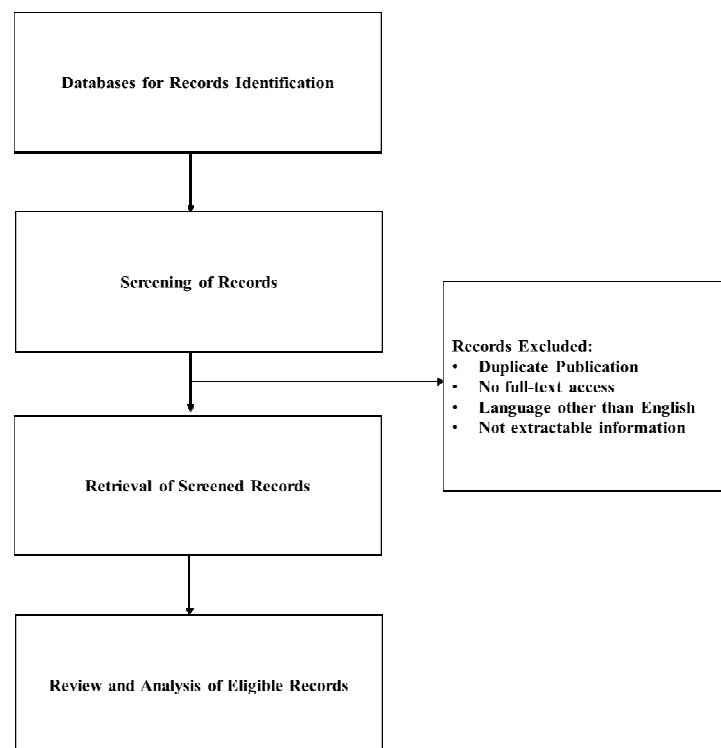 Databases for Records Identification
Screening of Records
Records Excluded:
• Duplicate Publication
• No full-text access
• Language other than English
• Not extractable information
Retrieval of Screened Records
Review and Analysis of Eligible Records